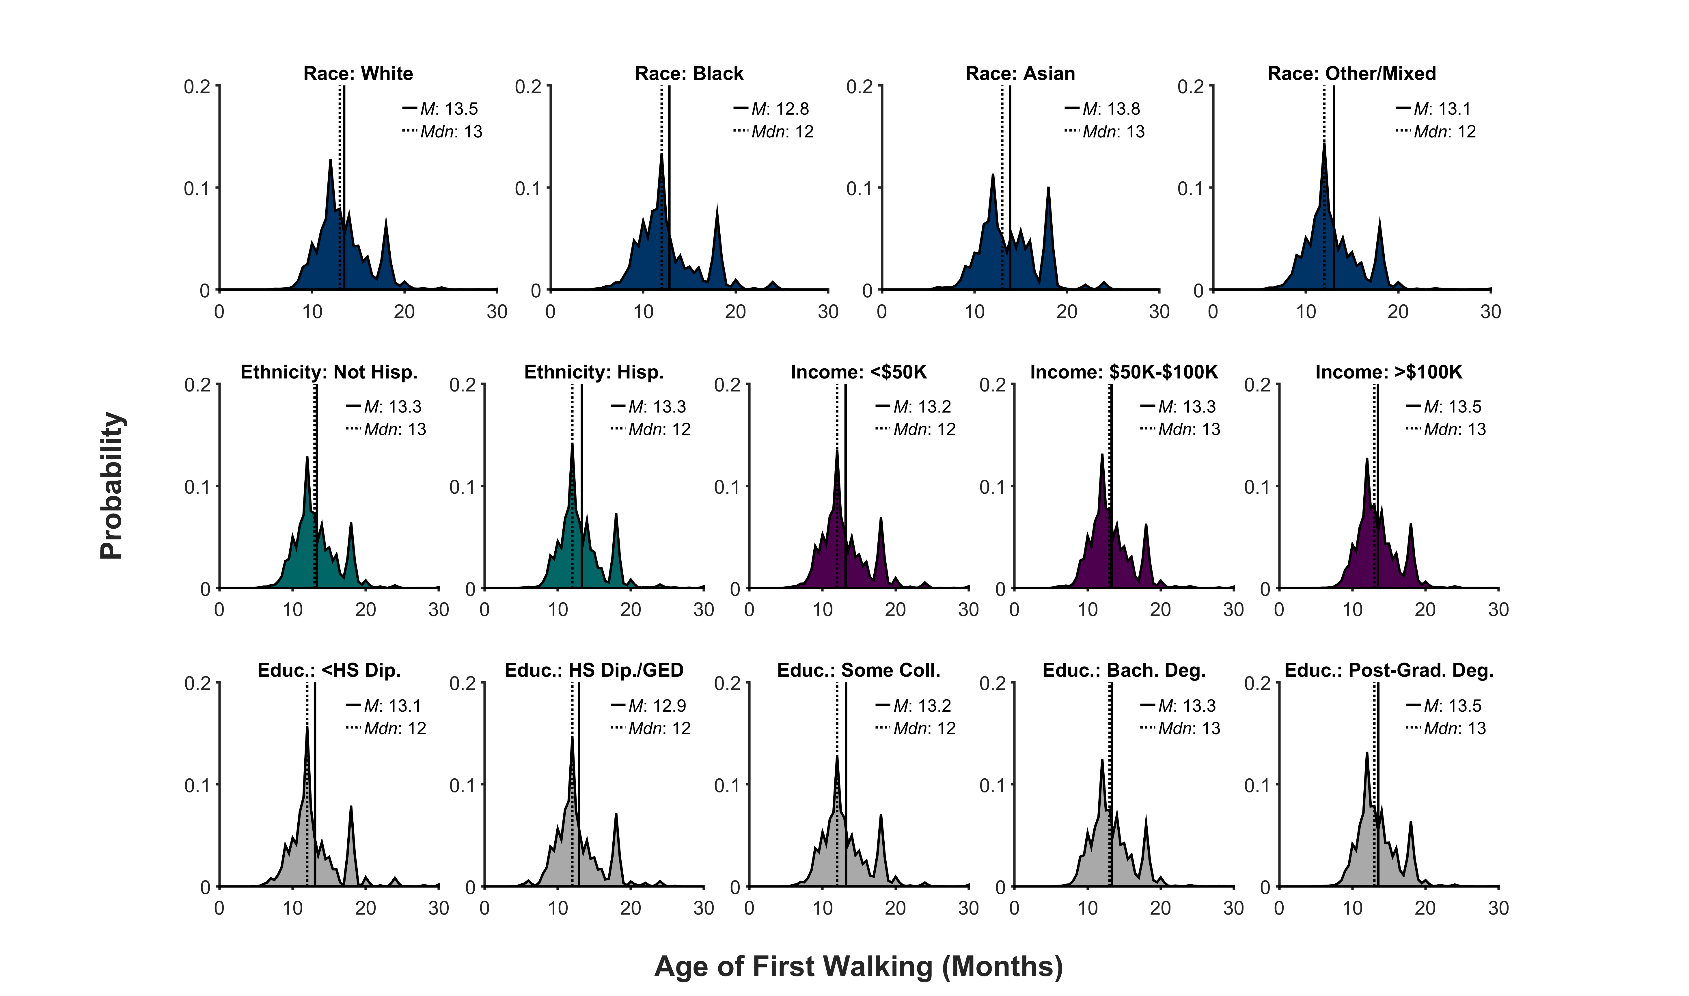 Race: White
M: 13.5
Mdn: 13
0.2
0.1
0
0 10 20 30
Race: Black
M: 12.8
Mdn: 12
0.2
0.1
0
0 10 20 30
Race: Asian
M: 13.8
Mdn: 13
0.2
0.1
0
0 10 20 30
Race: Other/Mixed
M: 13.1
Mdn: 12
0.2
0.1
0
0 10 20 30
Probability
Ethnicity: Not Hisp.
M: 13.3
Mdn: 13
0.2
0.1
0
0 10 20 30
Ethnicity: Hisp.
M: 13.3
Mdn: 12
0.2
0.1
0
0 10 20 30
Income: <$50K
M: 13.2
Mdn: 12
0.2
0.1
0
0 10 20 30
Income: $50K-$100K
M: 13.3
Mdn: 13
0.2
0.1
0
0 10 20 30
Income: >$100K
M: 13.5
Mdn: 13
0.2
0.1
0
0 10 20 30
Educ.: <HS Dip.
M: 13.1
Mdn: 12
0.2
0.1
0
0 10 20 30
Educ.: HS Dip./GED
M: 12.9
Mdn: 12
0.2
0.1
0
0 10 20 30
Educ.: Some Coll.
M: 13.2
Mdn: 12
0.2
0.1
0
0 10 20 30
Educ.: Bach. Deg.
M: 13.3
Mdn: 13
0.2
0.1
0
0 10 20 30
Educ.: Post-Grad. Deg.
M: 13.5
Mdn: 13
0.2
0.1
0
0 10 20 30
Age of First Walking (Months)